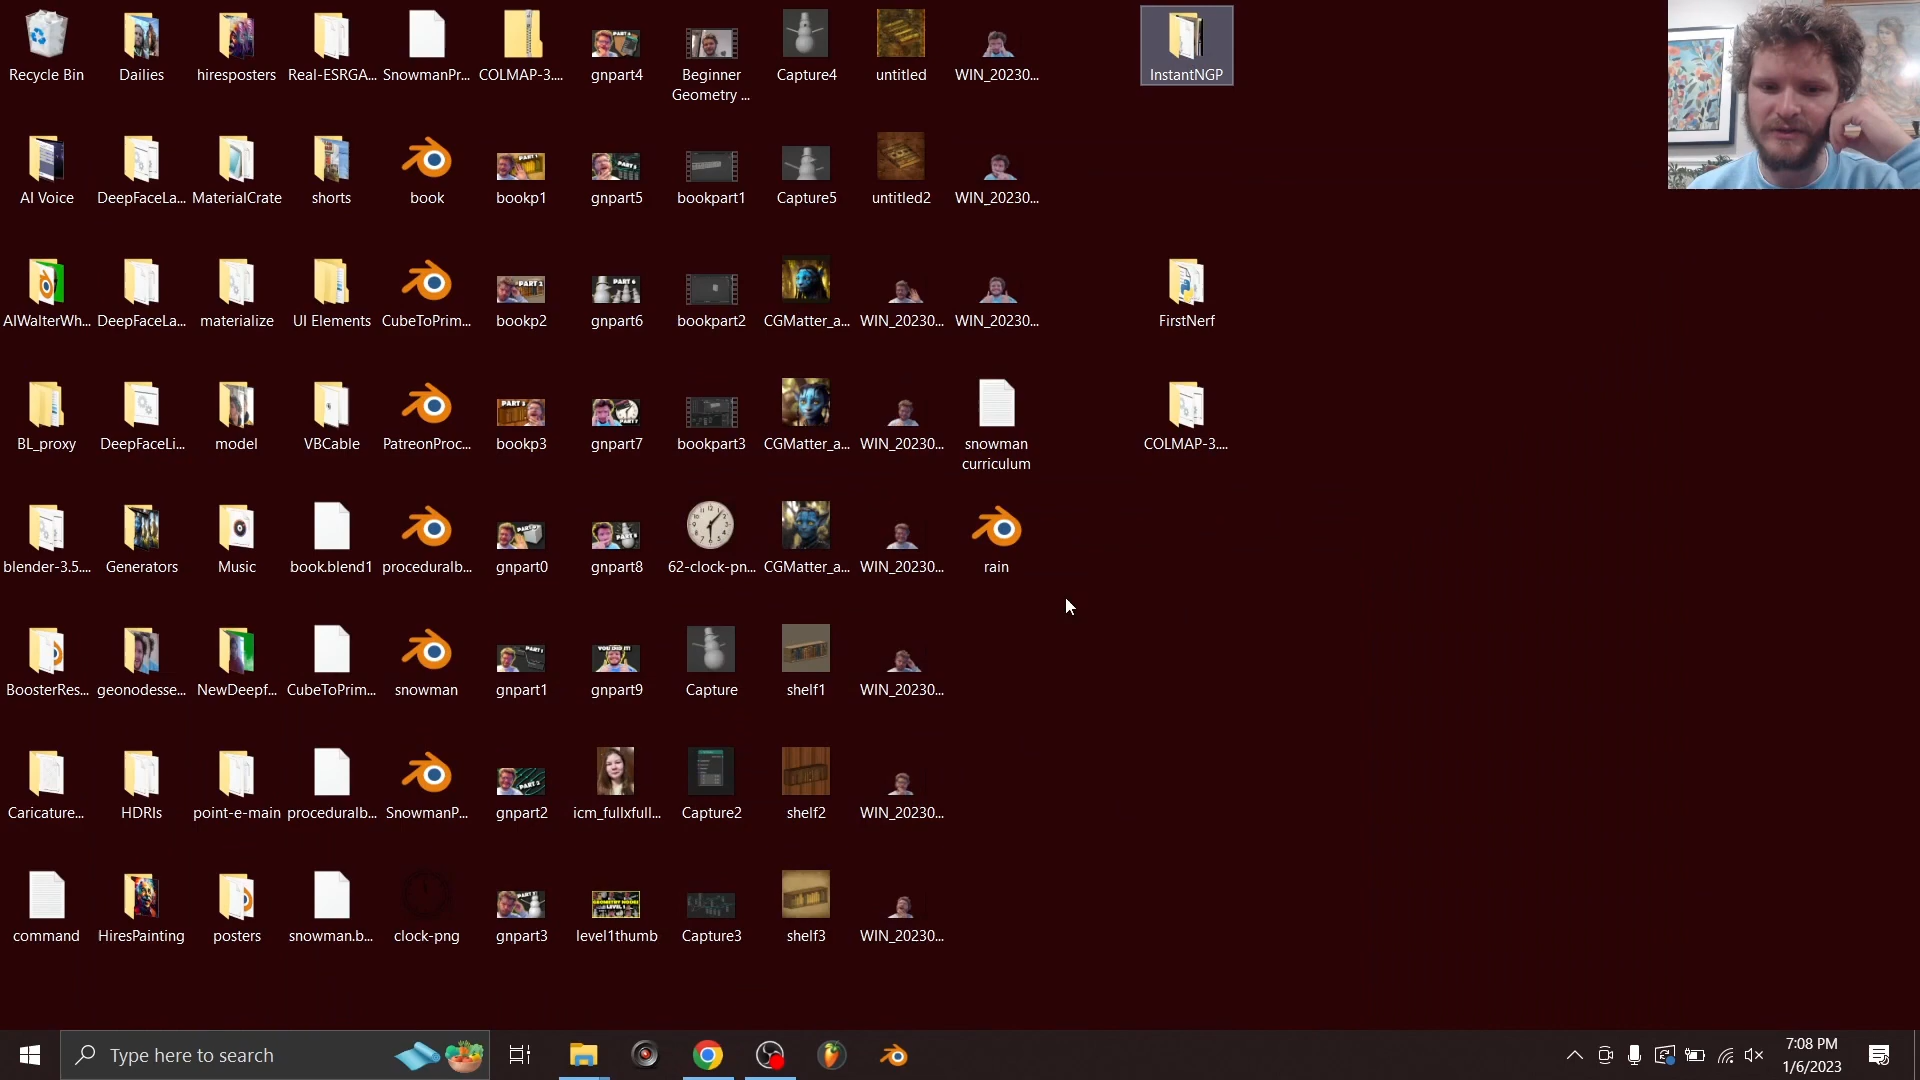 Recycle Bin
Dailies
hiresposters
Real-ESRGA...
SnowmanPr...
COLMAP-3....
gnpart4
Beginner
Geometry ...
Capture4
untitled
WIN_20230...
InstantNGP
AI Voice
DeepFaceLa...
MaterialCrate
shorts
book
bookp1
gnpart5
bookpart1
Capture5
untitled2
WIN_20230...
AIWalterWh...
DeepFaceLa...
materialize
UI Elements
CubeToPrim...
bookp2
gnpart6
bookpart2
CGMatter_a...
WIN_20230...
WIN_20230...
FirstNerf
BL_proxy
DeepFaceLi...
model
VBCable
PatreonProc...
bookp3
gnpart7
bookpart3
CGMatter_a...
WIN_20230...
snowman
curriculum
COLMAP-3....
blender-3.5....
Generators
Music
book.blend1
proceduralb...
gnpart0
gnpart8
62-clock-pn...
CGMatter_a...
WIN_20230...
rain
BoosterRes...
geonodesse...
NewDeepf...
CubeToPrim...
snowman
gnpart1
gnpart9
Capture
shelf1
WIN_20230...
Caricature...
HDRIs
point-e-main
proceduralb...
SnowmanP...
gnpart2
icm_fullxfull...
Capture2
shelf2
WIN_20230...
command
HiresPainting
posters
snowman.b...
clock-png
gnpart3
level1thumb
Capture3
shelf3
WIN_20230...
Type here to search
7:08 PM
1/6/2023